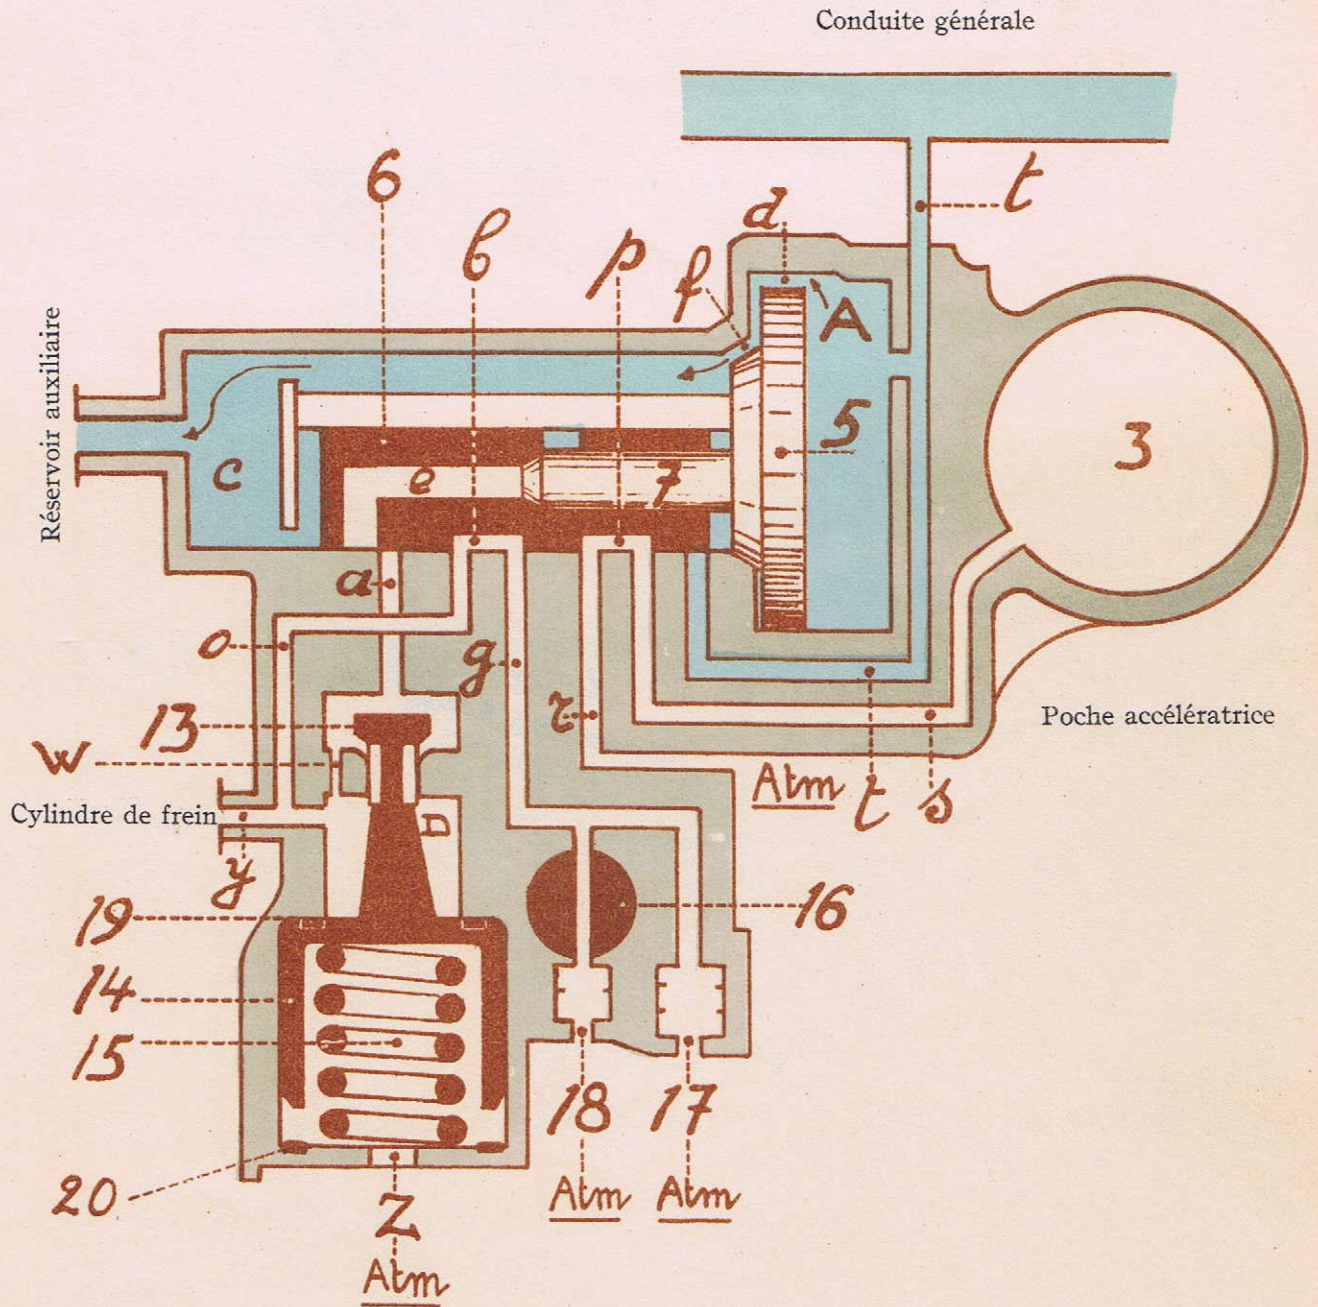 Conduite générale
6
b
p
d
t
f
A
Réservoir auxiliaire
c
e
7
5
3
a
o
g
r
13
w
Poche accélératrice
Atm
t
s
Cylindre de frein
D
y
19
16
14
15
18
17
20
Z
Atm
Atm
Atm